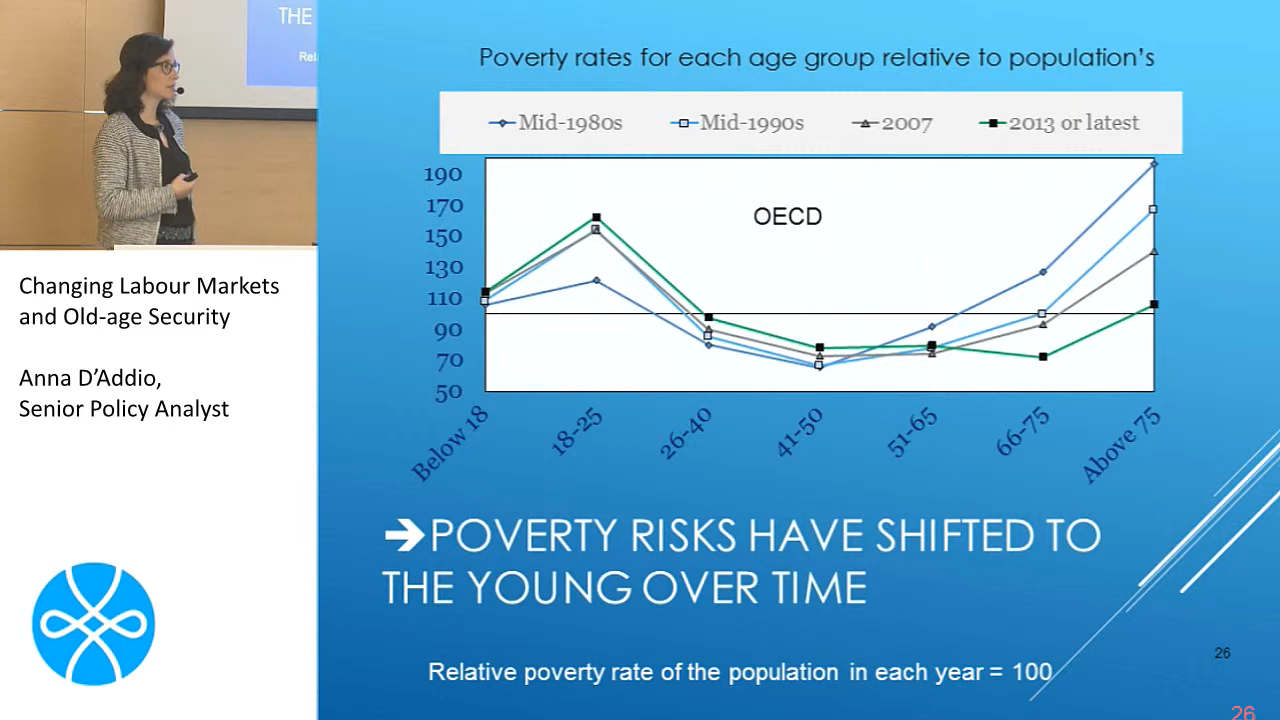 THE
Rel
Changing Labour Markets
and Old-age Security
Anna D’Addio,
Senior Policy Analyst
Poverty rates for each age group relative to population's
Mid-1980s Mid-1990s 2007 2013 or latest
OECD
190
170
150
130
110
90
70
50
Below 18 18-25 26-40 41-50 51-65 66-75 Above 75
➔POVERTY RISKS HAVE SHIFTED TO
THE YOUNG OVER TIME
Relative poverty rate of the population in each year = 100
26
26